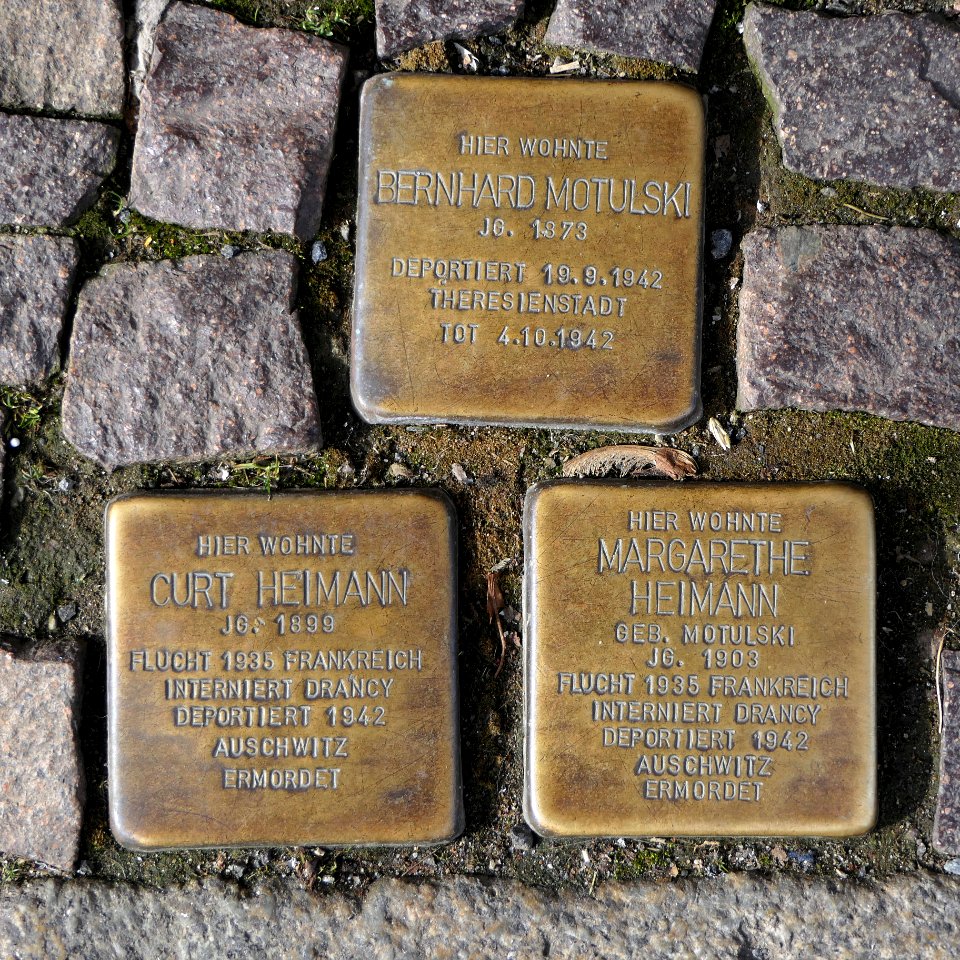 HIER WOHNTE
BERNHARD MOTULSKI
JG. 1873
DEPORTIERT 19.9.1942
THERESIENSTADT
TOT 4.10.1942
HIER WOHNTE
CURT HEIMANN
JG. 1899
FLUCHT 1935 FRANKREICH
INTERNIERT DRANCY
DEPORTIERT 1942
AUSCHWITZ
ERMORDET
HIER WOHNTE
MARGARETHE
HEIMANN
GEB. MOTULSKI
JG. 1903
FLUCHT 1935 FRANKREICH
INTERNIERT DRANCY
DEPORTIERT 1942
AUSCHWITZ
ERMORDET